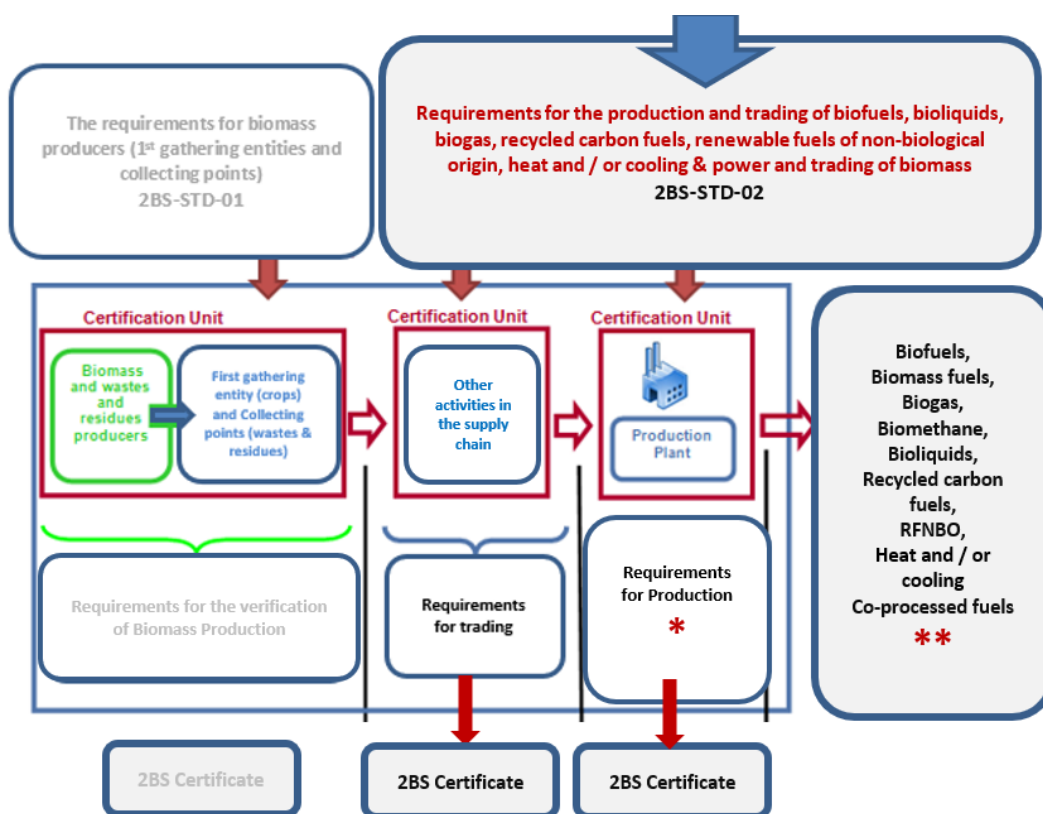 The requirements for biomass
producers (1st gathering entities and
collecting points)
2BS-STD-01
Requirements for the production and trading of biofuels, bioliquids,
biogas, recycled carbon fuels, renewable fuels of non-biological
origin, heat and / or cooling & power and trading of biomass
2BS-STD-02
Certification Unit
Biomass
and wastes
and
residues
producers
First gathering
entity (crops)
and Collecting
points (wastes &
residues)
Certification Unit
Other
activities in
the supply
chain
Certification Unit
Production
Plant
Biofuels,
Biomass fuels,
Biogas,
Biomethane,
Bioliquids,
Recycled carbon
fuels,
RFNBO,
Heat and / or
cooling
Co-processed fuels
**
Requirements for the verification
of Biomass Production
Requirements
for trading
Requirements
for Production
*
2BS Certificate
2BS Certificate
2BS Certificate